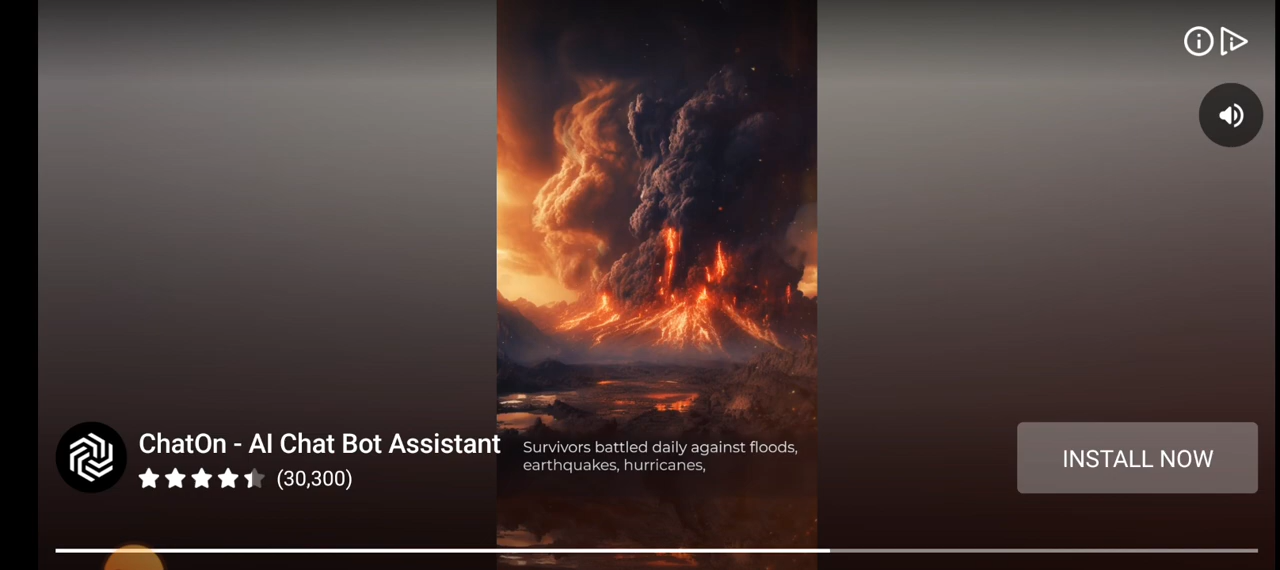 ChatOn - AI Chat Bot Assistant
(30,300)
Survivors battled daily against floods,
earthquakes, hurricanes,
INSTALL NOW